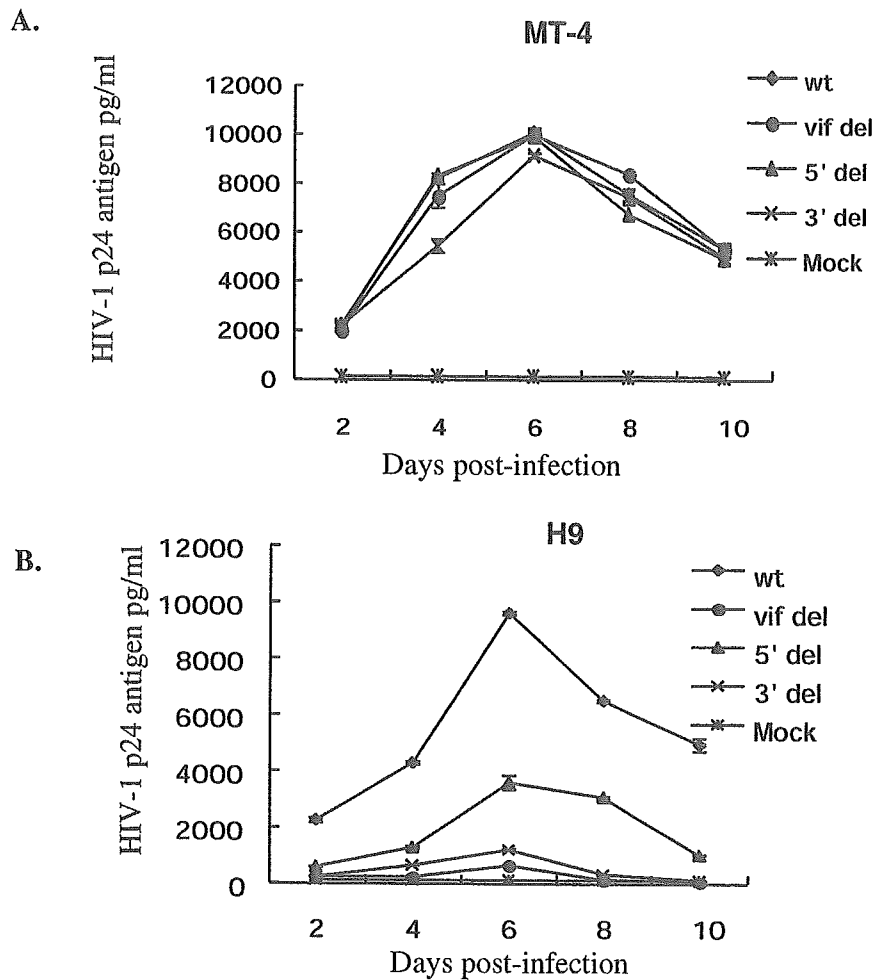 A.
MT-4
HIV-1 p24 antigen pg/ml
12000
10000
8000
6000
4000
2000
0
2 4 6 8 10
Days post-infection
wt
vif del
5' del
3' del
Mock
B.
H9
HIV-1 p24 antigen pg/ml
12000
10000
8000
6000
4000
2000
0
2 4 6 8 10
Days post-infection
wt
vif del
5' del
3' del
Mock